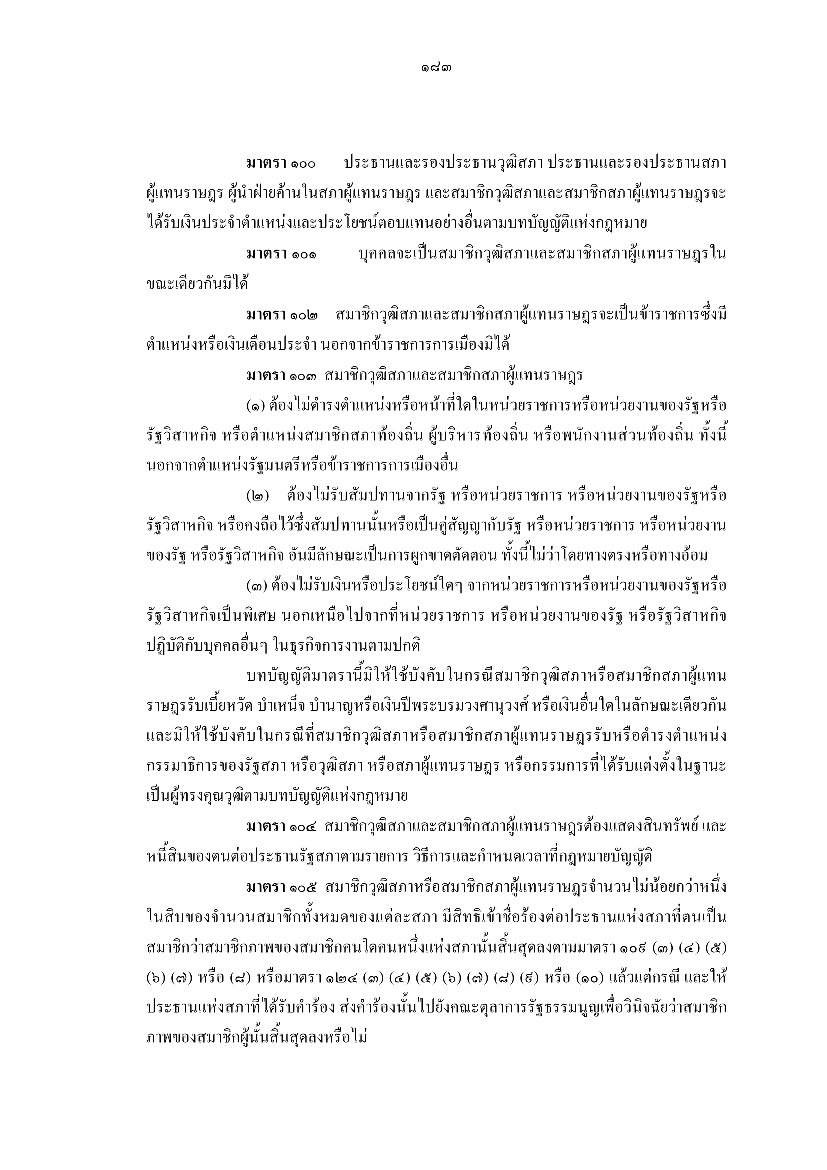 ๑๘๓
มาตรา ๑๐๐ ประธานและรองประธานวุฒิสภา ประธานและรองประธานสภา
ผู้แทนราษฎร ผู้นำฝ่ายค้านในสภาผู้แทนราษฎร และสมาชิกวุฒิสภาและสมาชิกสภาผู้แทนราษฎรจะ
ได้รับเงินประจำตำแหน่งและประโยชน์ตอบแทนอย่างอื่นตามบทบัญญัติแห่งกฎหมาย
มาตรา ๑๐๑ บุคคลจะเป็นสมาชิกวุฒิสภาและสมาชิกสภาผู้แทนราษฎรใน
ขณะเดียวกันมิได้
มาตรา ๑๐๒ สมาชิกวุฒิสภาและสมาชิกสภาผู้แทนราษฎรจะเป็นข้าราชการซึ่งมี
ตำแหน่งหรือเงินเดือนประจำ นอกจากข้าราชการการเมืองมิได้
มาตรา ๑๐๓ สมาชิกวุฒิสภาและสมาชิกสภาผู้แทนราษฎร
(๑) ต้องไม่ดำรงตำแหน่งหรือหน้าที่ใดในหน่วยราชการหรือหน่วยงานของรัฐหรือ
รัฐวิสาหกิจ หรือตำแหน่งสมาชิกสภาท้องถิ่น ผู้บริหารท้องถิ่น หรือพนักงานส่วนท้องถิ่น ทั้งนี้
นอกจากตำแหน่งรัฐมนตรีหรือข้าราชการการเมืองอื่น
(๒) ต้องไม่รับสัมปทานจากรัฐ หรือหน่วยราชการ หรือหน่วยงานของรัฐหรือ
รัฐวิสาหกิจ หรือคงถือไว้ซึ่งสัมปทานนั้นหรือเป็นคู่สัญญากับรัฐ หรือหน่วยราชการ หรือหน่วยงาน
ของรัฐ หรือรัฐวิสาหกิจ อันมีลักษณะเป็นการผูกขาดตัดตอน ทั้งนี้ไม่ว่าโดยทางตรงหรือทางอ้อม
(๓) ต้องไม่รับเงินหรือประโยชน์ใดๆ จากหน่วยราชการหรือหน่วยงานของรัฐหรือ
รัฐวิสาหกิจเป็นพิเศษ นอกเหนือไปจากที่หน่วยราชการ หรือหน่วยงานของรัฐ หรือรัฐวิสาหกิจ
ปฏิบัติกับบุคคลอื่นๆ ในธุรกิจการงานตามปกติ
บทบัญญัติมาตรานี้มิให้ใช้บังคับในกรณีสมาชิกวุฒิสภาหรือสมาชิกสภาผู้แทน
ราษฎรรับเบี้ยหวัด บำเหน็จ บำนาญหรือเงินปีพระบรมวงศานุวงศ์ หรือเงินอื่นใดในลักษณะเดียวกัน
และมิให้ใช้บังคับในกรณีที่สมาชิกวุฒิสภาหรือสมาชิกสภาผู้แทนราษฎรรับหรือดำรงตำแหน่ง
กรรมาธิการของรัฐสภา หรือวุฒิสภา หรือสภาผู้แทนราษฎร หรือกรรมการที่ได้รับแต่งตั้งในฐานะ
เป็นผู้ทรงคุณวุฒิตามบทบัญญัติแห่งกฎหมาย
มาตรา ๑๐๔ สมาชิกวุฒิสภาและสมาชิกสภาผู้แทนราษฎรต้องแสดงสินทรัพย์ และ
หนี้สินของตนต่อประธานรัฐสภาตามรายการ วิธีการและกำหนดเวลาที่กฎหมายบัญญัติ
มาตรา ๑๐๕ สมาชิกวุฒิสภาหรือสมาชิกสภาผู้แทนราษฎรจำนวนไม่น้อยกว่าหนึ่ง
ในสิบของจำนวนสมาชิกทั้งหมดของแต่ละสภา มีสิทธิเข้าชื่อร้องต่อประธานแห่งสภาที่ตนเป็น
สมาชิกว่าสมาชิกภาพของสมาชิกคนใดคนหนึ่งแห่งสภานั้นสิ้นสุดลงตามมาตรา ๑๐๙ (๓) (๔) (๕)
(๖) (๗) หรือ (๘) หรือมาตรา ๑๒๔ (๓) (๔) (๕) (๖) (๗) (๘) (๙) หรือ (๑๐) แล้วแต่กรณี และให้
ประธานแห่งสภาที่ได้รับคำร้อง ส่งคำร้องนั้นไปยังคณะตุลาการรัฐธรรมนูญเพื่อวินิจฉัยว่าสมาชิก
ภาพของสมาชิกผู้นั้นสิ้นสุดลงหรือไม่